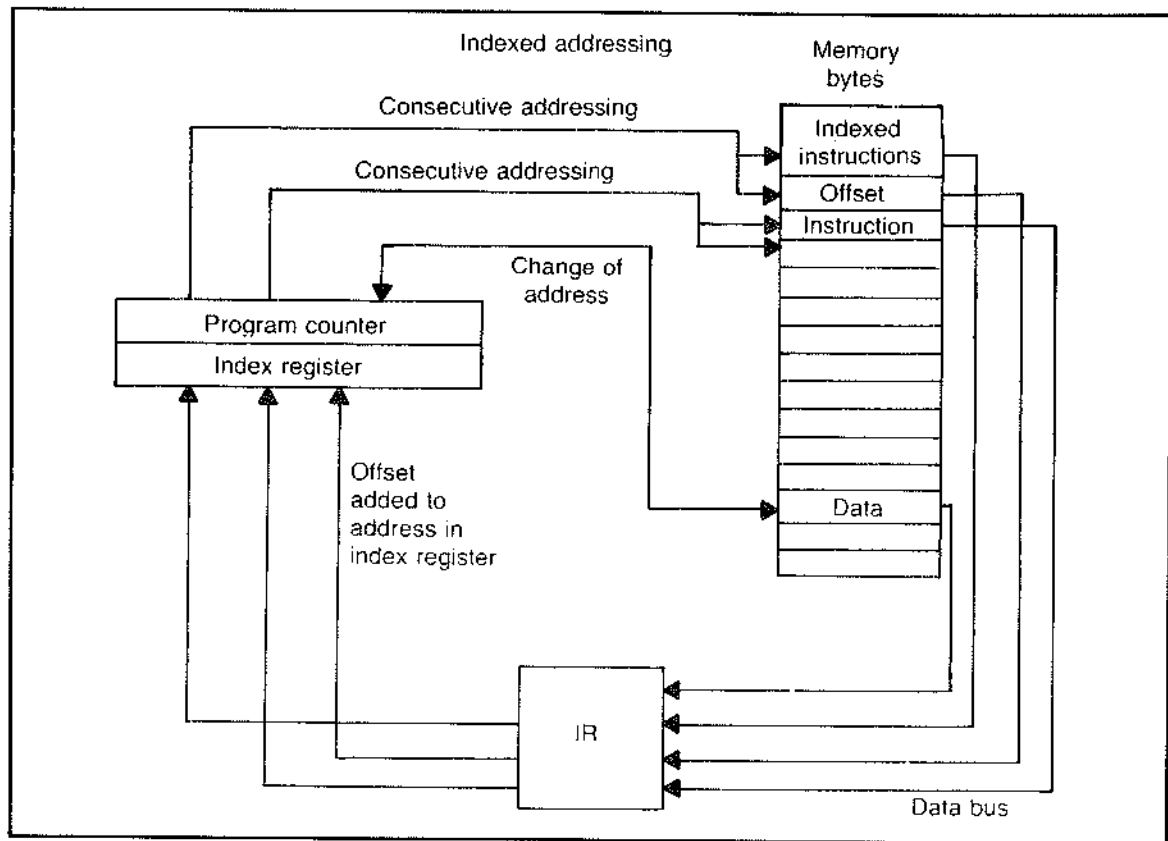 Indexed addressing
Memory
bytes
Consecutive addressing
Indexed
instructions
Consecutive addressing
Offset
Instruction
Change of
address
Program counter
Index register
Offset
added to
address in
index register
Data
IR
Data bus